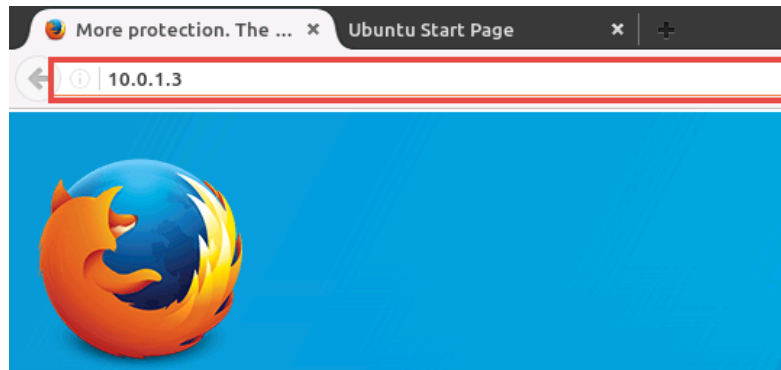 More protection. The ... Ubuntu Start Page
10.0.1.3